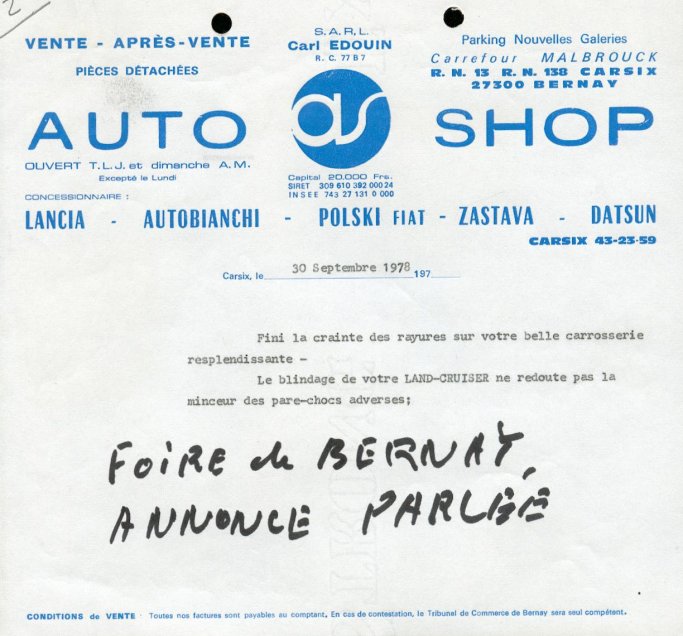 2
VENTE - APRÈS-VENTE
PIÈCES DÉTACHÉES
S.A.R.L.
Carl EDOUIN
R. C. 77 B 7
Parking Nouvelles Galeries
Carrefour MALBROUCK
R. N. 13 R. N. 138 CARSIX
27300 BERNAY
AUTO as SHOP
OUVERT T.L.J. et dimanche A.M.
Excepté le Lundi
Capital 20.000 Frs.
SIRET 309 610 392 000 24
INSEE 743 27 131 0 000
CONCESSIONNAIRE :
LANCIA - AUTOBIANCHI - POLSKI FIAT - ZASTAVA - DATSUN
CARSIX 43-23-59
Carsix, le 30 Septembre 1978 197
Fini la crainte des rayures sur votre belle carrosserie
resplendissante -
Le blindage de votre LAND-CRUISER ne redoute pas la
minceur des pare-chocs adverses;
FOIRE de BERNAY,
ANNONCE PARLEE
CONDITIONS de VENTE : Toutes nos factures sont payables au comptant. En cas de contestation, le Tribunal de Commerce de Bernay sera seul compétent.